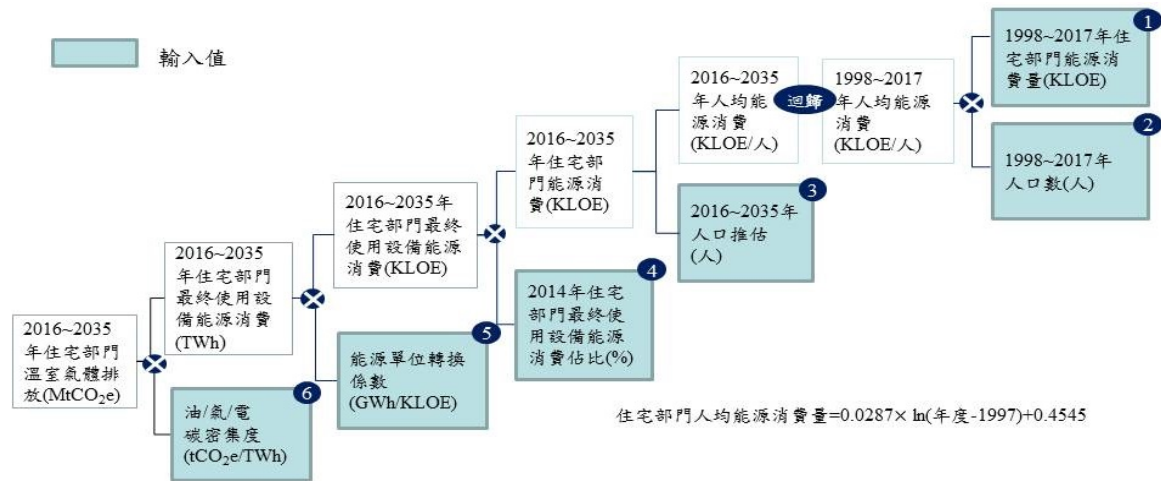 輸入值
2016~2035
年住宅部門
溫室氣體排
放(MtCO₂e)
2016~2035
年住宅部門
最終使用設
備能源消費
(TWh)
6
油/氣/電
碳密集度
(tCO₂e/TWh)
2016~2035年
住宅部門最終
使用設備能源
消費(KLOE)
5
能源單位轉換
係數
(GWh/KLOE)
2016~2035
年住宅部
門能源消
費(KLOE)
4
2014年住宅
部門最終使
用設備能源
消費佔比(%)
2016~2035
年人均能
源消費
(KLOE/人)
迴歸
1998~2017
年人均能源
消費
(KLOE/人)
3
2016~2035年
人口推估
(人)
1
1998~2017年住
宅部門能源消
費量(KLOE)
2
1998~2017年
人口數(人)
住宅部門人均能源消費量=0.0287× ln(年度-1997)+0.4545